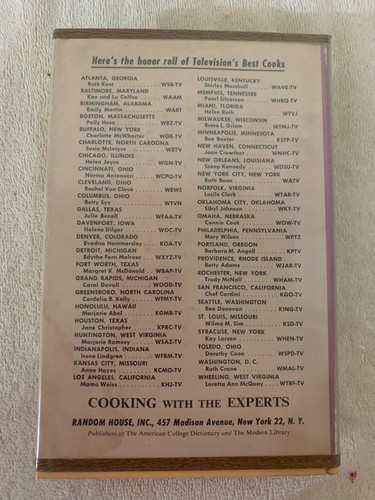 Here's the honor roll of Television's Best Cooks
ATLANTA, GEORGIA
Ruth Kent WSB-TV
BALTIMORE, MARYLAND
Ken and Lu Calfee WAAM
BIRMINGHAM, ALABAMA
Emily Martin WABT
BOSTON, MASSACHUSETTS
Polly Huse WBZ-TV
BUFFALO, NEW YORK
Charlotte McWhorter WGR-TV
CHARLOTTE, NORTH CAROLINA
Susie McIntyre WBTV
CHICAGO, ILLINOIS
Helen Joyce WGN-TV
CINCINNATI, OHIO
Norma Antenucci WCPO-TV
CLEVELAND, OHIO
Rachel Van Cleve WEWS
COLUMBUS, OHIO
Betty Sye WTVN
DALLAS, TEXAS
Julie Benell WFAA-TV
DAVENPORT, IOWA
Helene Dilger WOC-TV
DENVER, COLORADO
Evadna Hammersley KOA-TV
DETROIT, MICHIGAN
Edythe Fern Melrose WXYZ-TV
FORT WORTH, TEXAS
Margret K. McDonald WBAP-TV
GRAND RAPIDS, MICHIGAN
Carol Duvall WOOD-TV
GREENSBORO, NORTH CAROLINA
Cordelia B. Kelly WFMY-TV
HONOLULU, HAWAII
Marjorie Abel KGMB-TV
HOUSTON, TEXAS
Jane Christopher KPRC-TV
HUNTINGTON, WEST VIRGINIA
Marjorie Ramsey WSAZ-TV
INDIANAPOLIS, INDIANA
Irene Lindgren WFBM-TV
KANSAS CITY, MISSOURI
Anne Hayes KCMO-TV
LOS ANGELES, CALIFORNIA
Mama Weiss KHJ-TV
LOUISVILLE, KENTUCKY
Shirley Marshall WAVE-TV
MEMPHIS, TENNESSEE
Pearl Silverson WHBQ-TV
MIAMI, FLORIDA
Helen Ruth WTVJ
MILWAUKEE, WISCONSIN
Breta L. Griem WTMJ-TV
MINNEAPOLIS, MINNESOTA
Bee Baxter KSTP-TV
NEW HAVEN, CONNECTICUT
Jean Crowther WNHC-TV
NEW ORLEANS, LOUISIANA
Scoop Kennedy WDSU-TV
NEW YORK CITY, NEW YORK
Ruth Bean WATV
NORFOLK, VIRGINIA
Lucile Clark WTAR-TV
OKLAHOMA CITY, OKLAHOMA
Sibyl Johnson WKY-TV
OMAHA, NEBRASKA
Connie Cook WOW-TV
PHILADELPHIA, PENNSYLVANIA
Mary Wilson WPTZ
PORTLAND, OREGON
Barbara M. Angell KPTV
PROVIDENCE, RHODE ISLAND
Betty Adams WJAR-TV
ROCHESTER, NEW YORK
Trudy McNall WHAM-TV
SAN FRANCISCO, CALIFORNIA
Chef Cardini KGO-TV
SEATTLE, WASHINGTON
Bea Donovan KING-TV
ST. LOUIS, MISSOURI
Wilma M. Sim KSD-TV
SYRACUSE, NEW YORK
Kay Larson WHEN-TV
TOLEDO, OHIO
Dorothy Coon WSPD-TV
WASHINGTON, D. C.
Ruth Crane WMAL-TV
WHEELING, WEST VIRGINIA
Loretta Ann McQuey WTRF-TV
COOKING WITH THE EXPERTS
RANDOM HOUSE, INC., 457 Madison Avenue, New York 22, N. Y.
Publishers of The American College Dictionary and The Modern Library